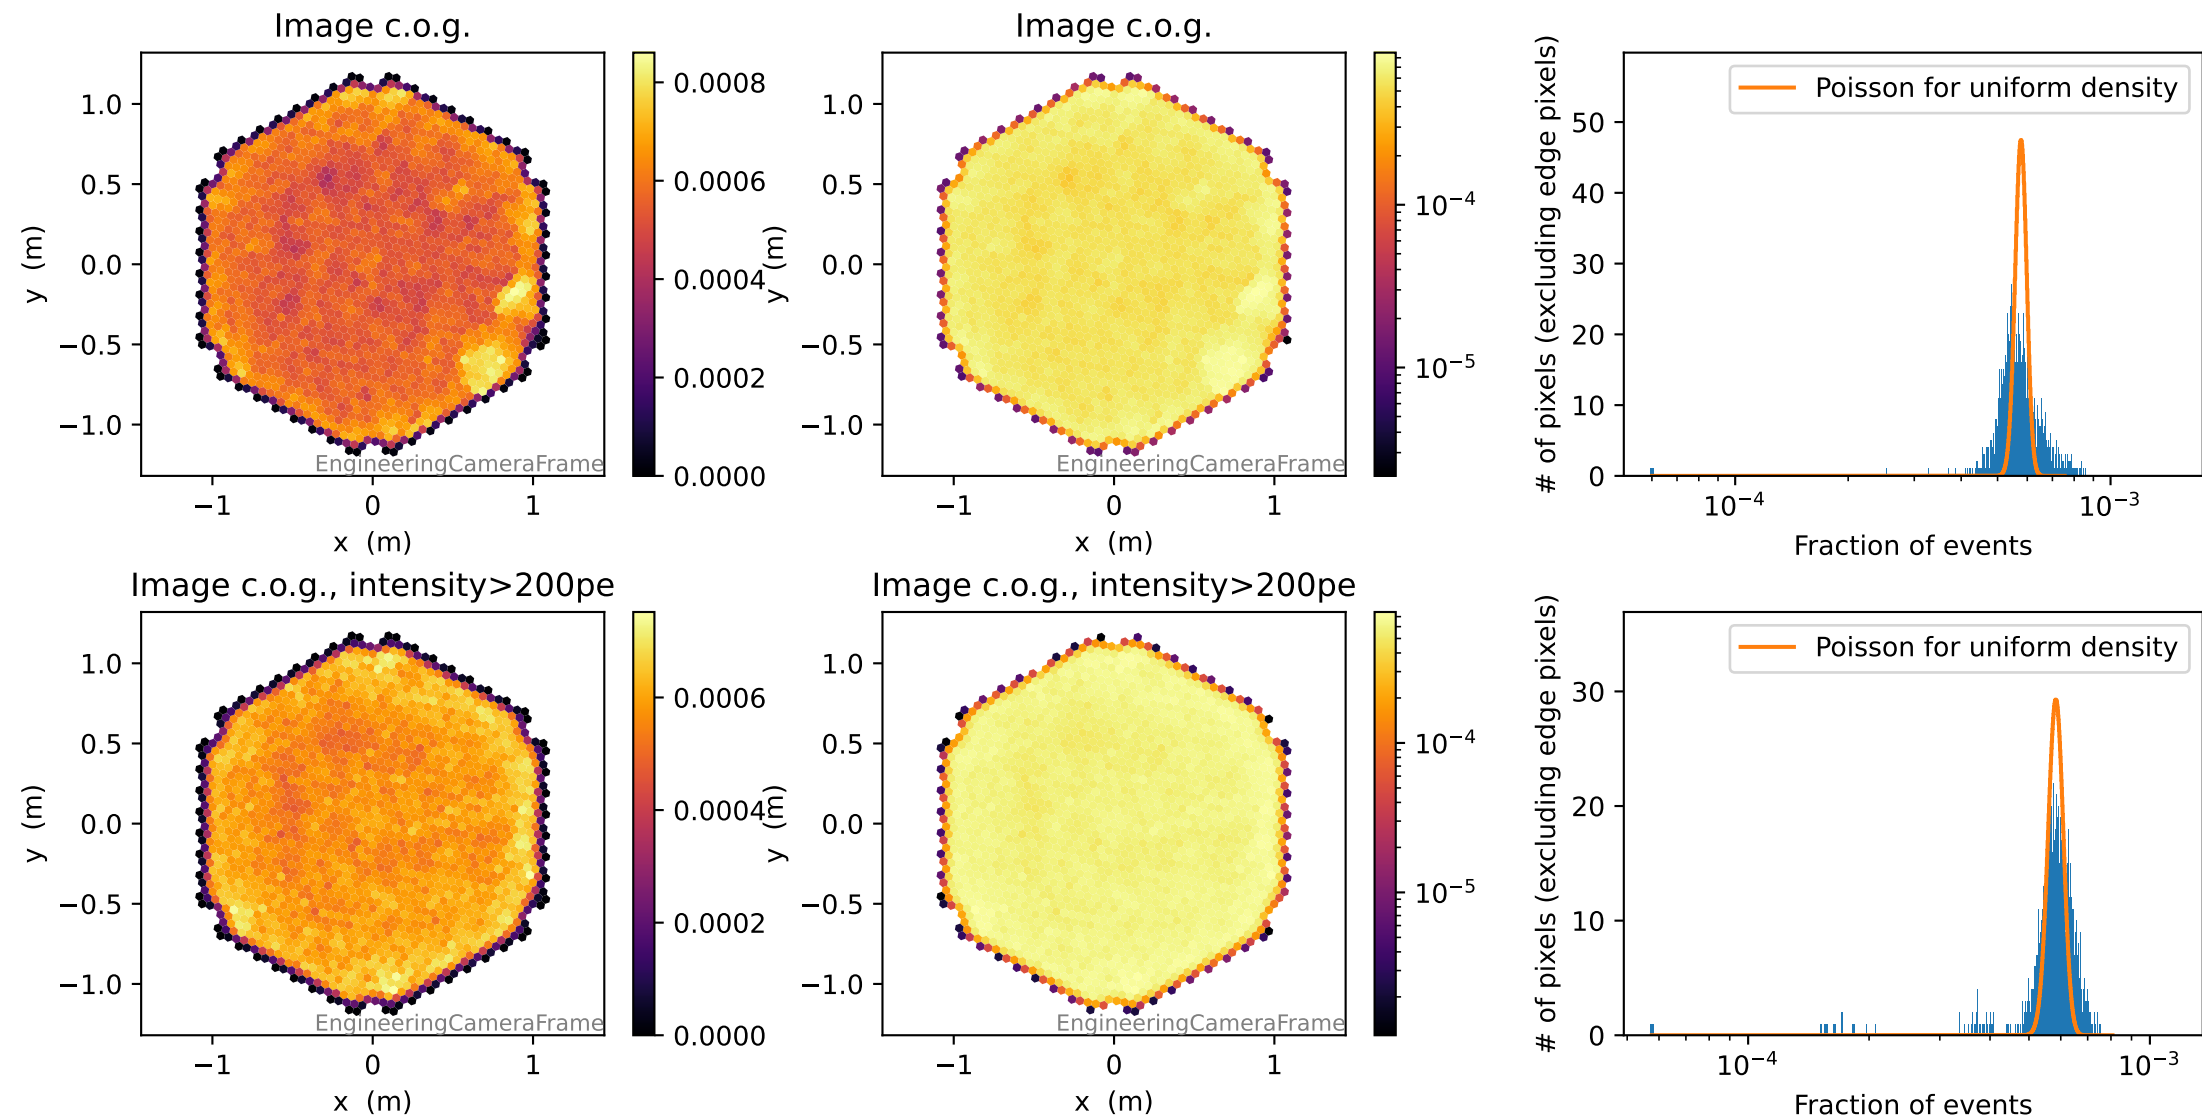 Image c.o.g.
y (m)
1.0
0.5
0.0
−0.5
−1.0
−1
0
1
x (m)
EngineeringCameraFrame
0.0008
0.0006
0.0004
0.0002
0.0000
Image c.o.g.
y (m)
1.0
0.5
0.0
−0.5
−1.0
−1
0
1
x (m)
EngineeringCameraFrame
10⁻⁴
10⁻⁵
# of pixels (excluding edge pixels)
50
40
30
20
10
0
Poisson for uniform density
10⁻⁴
10⁻³
Fraction of events
Image c.o.g., intensity>200pe
y (m)
1.0
0.5
0.0
−0.5
−1.0
−1
0
1
x (m)
EngineeringCameraFrame
0.0006
0.0004
0.0002
0.0000
Image c.o.g., intensity>200pe
y (m)
1.0
0.5
0.0
−0.5
−1.0
−1
0
1
x (m)
EngineeringCameraFrame
10⁻⁴
10⁻⁵
# of pixels (excluding edge pixels)
30
20
10
0
Poisson for uniform density
10⁻⁴
10⁻³
Fraction of events